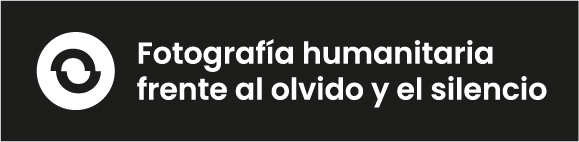 Fotografía humanitaria
frente al olvido y el silencio